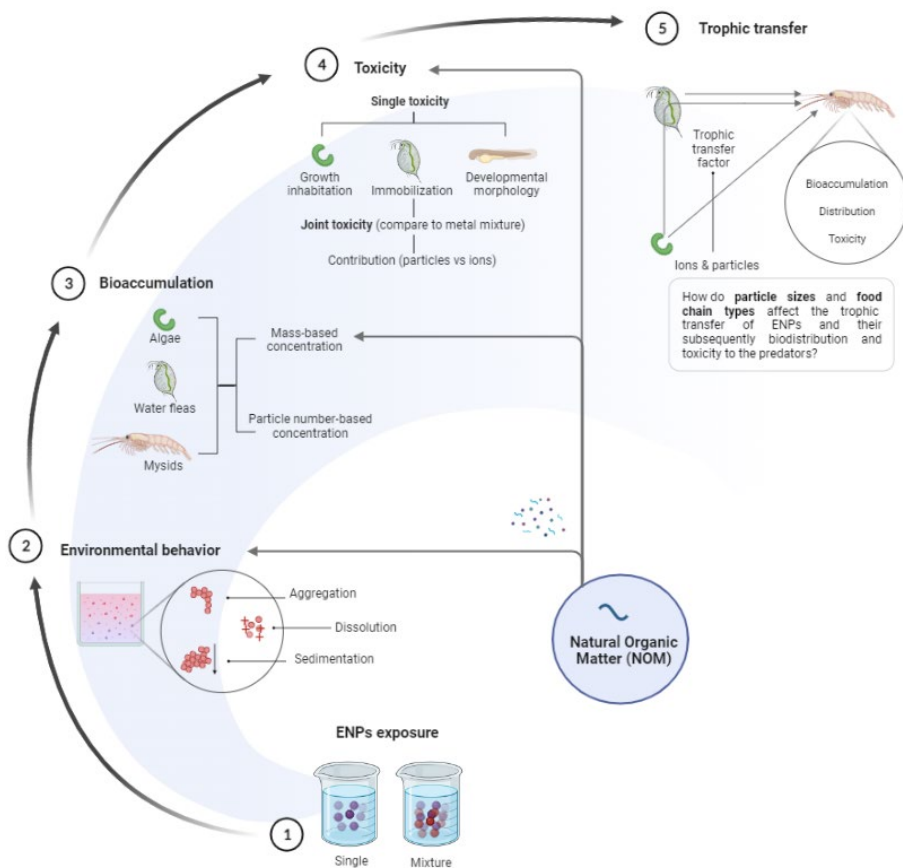 5
Trophic transfer
4
Toxicity
Single toxicity
Growth
inhabitation
Immobilization
Developmental
morphology
Joint toxicity (compare to metal mixture)
Contribution (particles vs ions)
Trophic
transfer
factor
Ions & particles
Bioaccumulation
Distribution
Toxicity
How do particle sizes and food
chain types affect the trophic
transfer of ENPs and their
subsequently biodistribution and
toxicity to the predators?
3
Bioaccumulation
Algae
Water fleas
Mysids
Mass-based
concentration
Particle number-based
concentration
2
Environmental behavior
Aggregation
Dissolution
Sedimentation
Natural Organic
Matter (NOM)
ENPs exposure
1
Single
Mixture